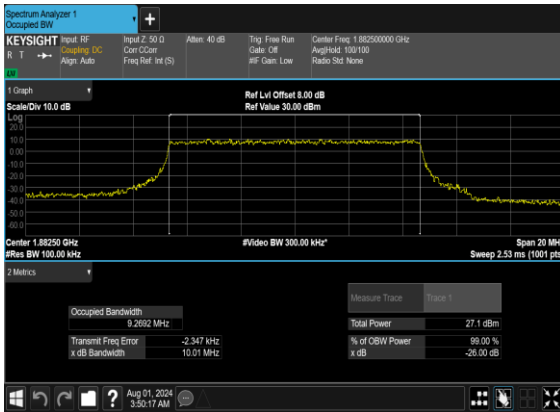 Spectrum Analyzer 1
Occupied BW
+
KEYSIGHT
R T
LXI
Input: RF
Coupling: DC
Align: Auto
Input Z: 50 Ω
Corr CCorr
Freq Ref: Int (S)
Atten: 40 dB
Trig: Free Run
Gate: Off
#IF Gain: Low
Center Freq: 1.882500000 GHz
Avg|Hold: 100/100
Radio Std: None
1 Graph
Scale/Div 10.0 dB
Ref Lvl Offset 8.00 dB
Ref Value 30.00 dBm
Log
20.0
10.0
0.00
-10.0
-20.0
-30.0
-40.0
-50.0
-60.0
Center 1.88250 GHz
#Res BW 100.00 kHz
#Video BW 300.00 kHz*
Span 20 MH
Sweep 2.53 ms (1001 pts
2 Metrics
Measure Trace
Trace 1
Occupied Bandwidth
9.2692 MHz
Total Power
27.1 dBm
Transmit Freq Error
-2.347 kHz
% of OBW Power
99.00 %
x dB Bandwidth
10.01 MHz
x dB
-26.00 dB
?
Aug 01, 2024
3:50:17 AM